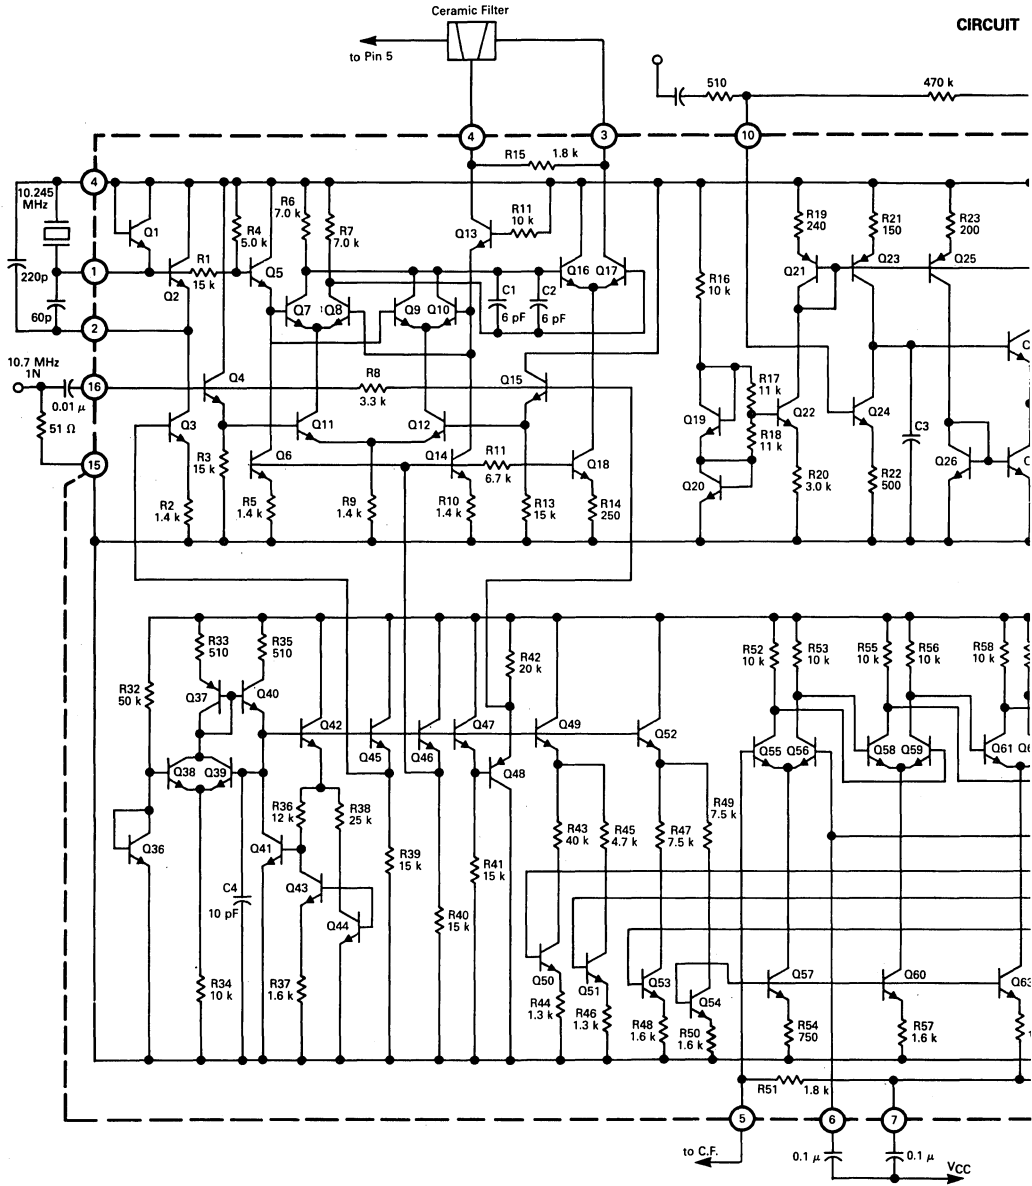 Ceramic Filter
CIRCUIT
to Pin 5
510
470 k
4
3
10
R15
1.8 k
4
10.245
MHz
Q1
R4
5.0 k
R6
7.0 k
R7
7.0 k
Q13
R11
10 k
R19
240
R21
150
R23
200
1
R1
15 k
Q2
Q5
Q16
Q17
R16
10 k
Q21
Q23
Q25
220p
60p
Q7
Q8
Q9
Q10
C1
6 pF
C2
6 pF
2
10.7 MHz
1N
16
0.01 µ
Q4
R8
3.3 k
Q15
R17
11 k
Q22
Q24
C3
51 Ω
Q3
Q11
Q12
Q19
R18
11 k
15
R3
15 k
Q6
Q14
R11
6.7 k
Q18
Q20
R20
3.0 k
R22
500
Q26
R2
1.4 k
R5
1.4 k
R9
1.4 k
R10
1.4 k
R13
15 k
R14
250
R33
510
R35
510
R42
20 k
R52
10 k
R53
10 k
R55
10 k
R56
10 k
R58
10 k
R32
50 k
Q37
Q40
Q42
Q45
Q46
Q47
Q48
Q49
Q52
Q55
Q56
Q58
Q59
Q61
Q38
Q39
R36
12 k
R38
25 k
R49
7.5 k
Q36
Q41
R39
15 k
R41
15 k
R43
40 k
R45
4.7 k
R47
7.5 k
C4
10 pF
Q43
Q44
R40
15 k
Q50
Q51
Q53
Q54
Q57
Q60
Q63
R34
10 k
R37
1.6 k
R44
1.3 k
R46
1.3 k
R48
1.6 k
R50
1.6 k
R54
750
R57
1.6 k
R51
1.8 k
5
6
7
to C.F.
0.1 µ
0.1 µ
VCC